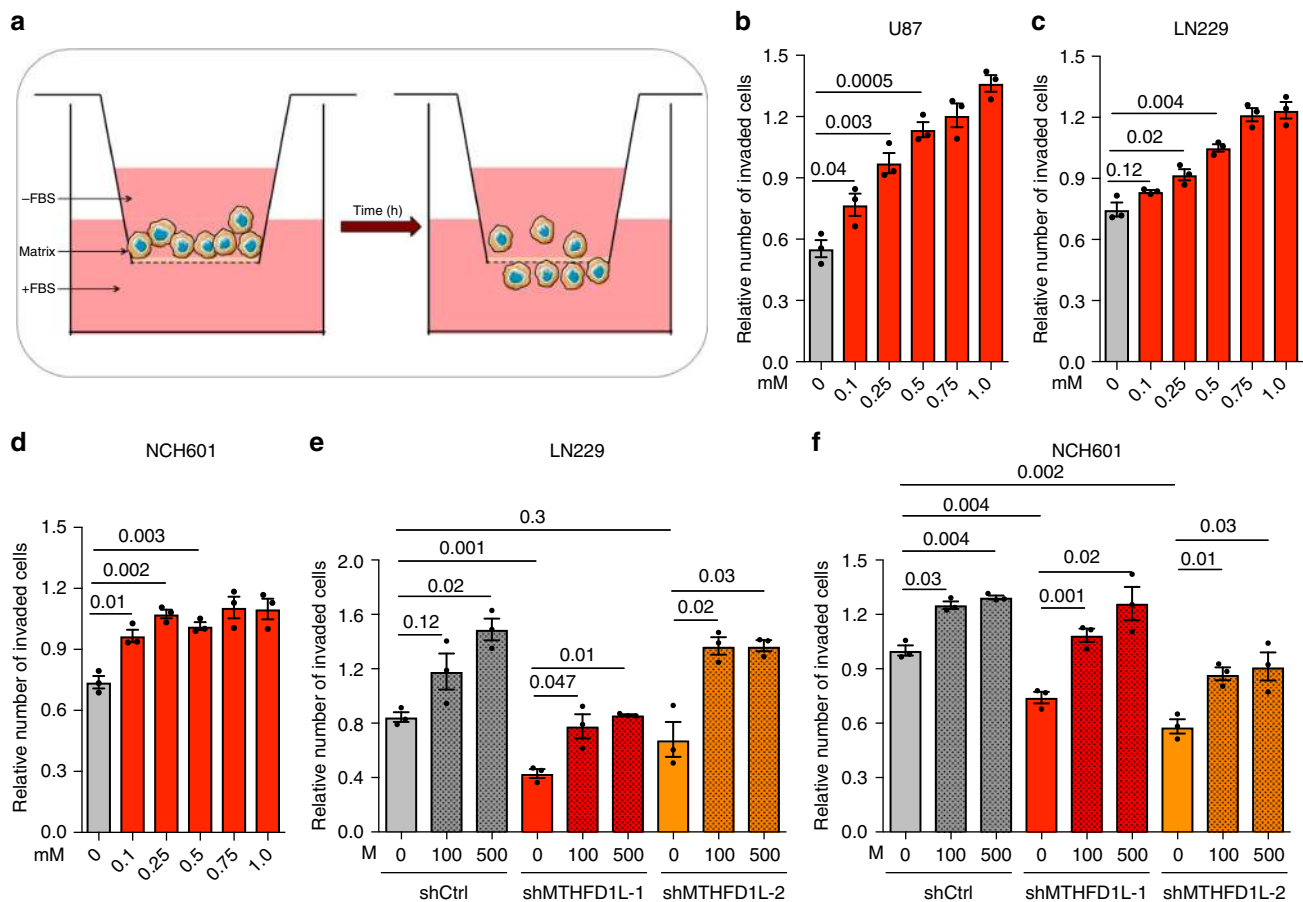 a
−FBS
Matrix
+FBS
Time (h)
b
U87
Relative number of invaded cells
1.5
1.2
0.9
0.6
0.3
0.0
0.0005
0.003
0.04
mM
0
0.1
0.25
0.5
0.75
1.0
c
LN229
Relative number of invaded cells
1.5
1.2
0.9
0.6
0.3
0.0
0.004
0.02
0.12
mM
0
0.1
0.25
0.5
0.75
1.0
d
NCH601
Relative number of invaded cells
1.5
1.2
0.9
0.6
0.3
0.0
0.003
0.002
0.01
mM
0
0.1
0.25
0.5
0.75
1.0
e
LN229
Relative number of invaded cells
2.0
1.6
1.2
0.8
0.4
0.0
0.3
0.001
0.02
0.12
0.01
0.047
0.03
0.02
M
0 100 500 0 100 500 0 100 500
shCtrl shMTHFD1L-1 shMTHFD1L-2
f
NCH601
Relative number of invaded cells
1.5
1.2
0.9
0.6
0.3
0.0
0.002
0.004
0.004
0.03
0.02
0.001
0.03
0.01
M
0 100 500 0 100 500 0 100 500
shCtrl shMTHFD1L-1 shMTHFD1L-2